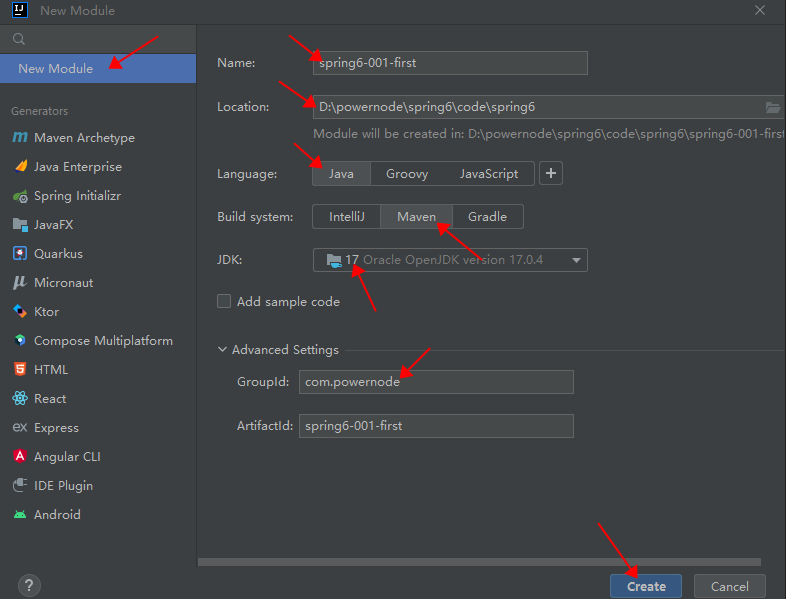 New Module
New Module
Generators
Maven Archetype
Java Enterprise
Spring Initializr
JavaFX
Quarkus
Micronaut
Ktor
Compose Multiplatform
HTML
React
Express
Angular CLI
IDE Plugin
Android
Name: spring6-001-first
Location: D:\powernode\spring6\code\spring6
Module will be created in: D:\powernode\spring6\code\spring6\spring6-001-first
Language: Java Groovy JavaScript +
Build system: IntelliJ Maven Gradle
JDK: 17 Oracle OpenJDK version 17.0.4
Add sample code
Advanced Settings
GroupId: com.powernode
ArtifactId: spring6-001-first
? Create Cancel